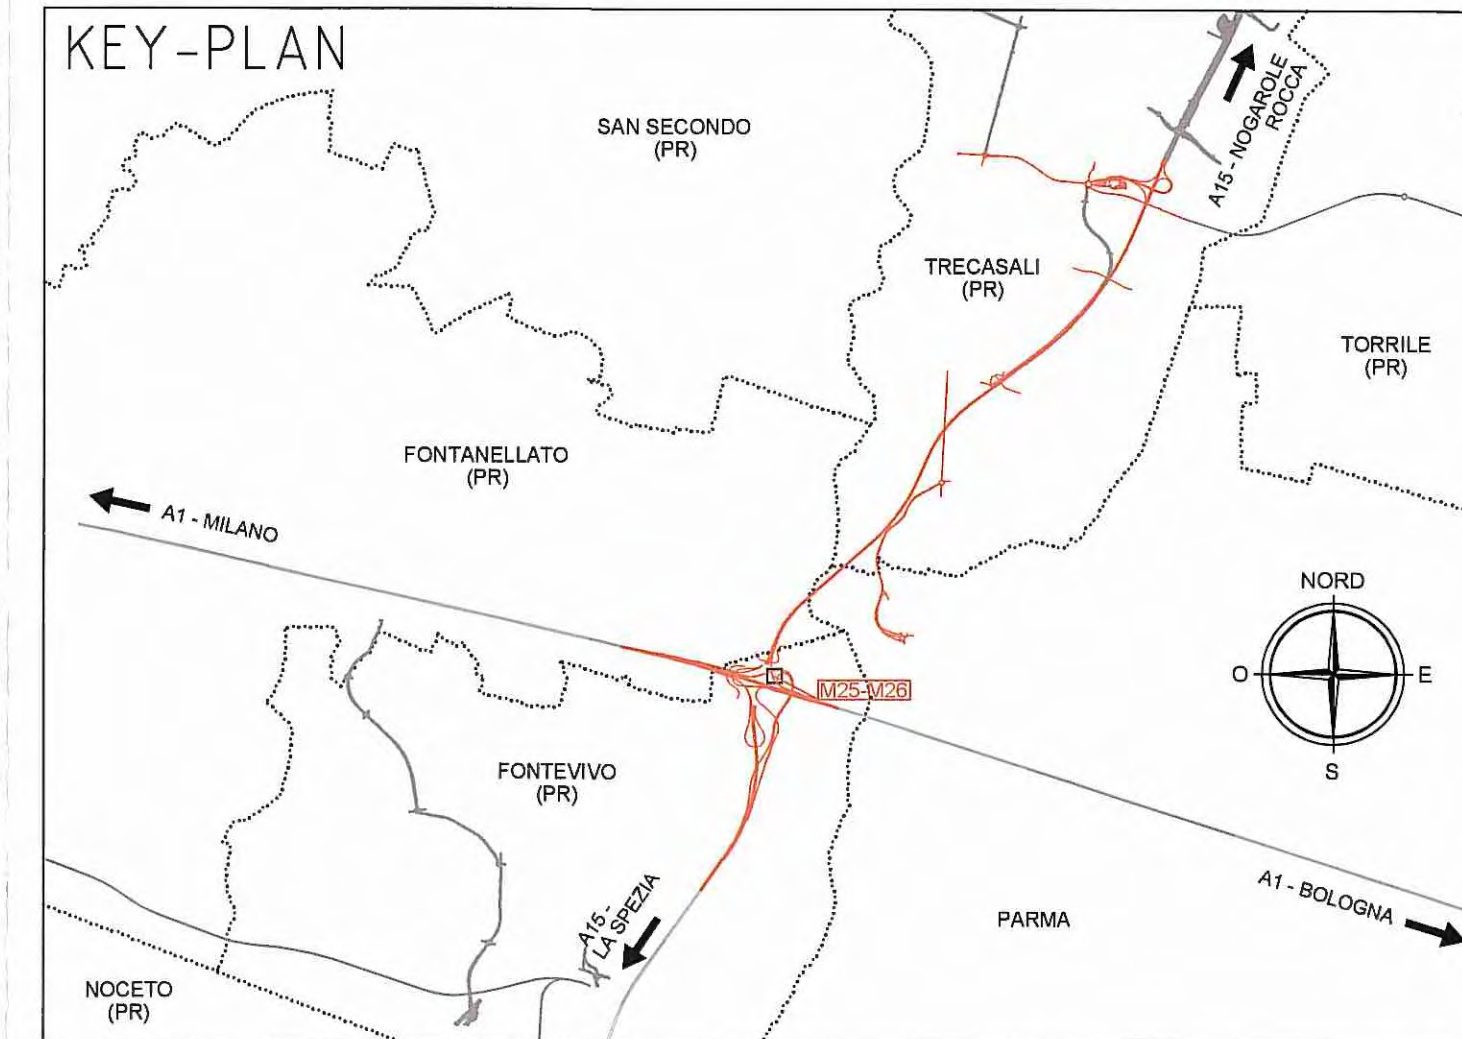 KEY-PLAN
SAN SECONDO
(PR)
A15 - NOGAROLE
ROCCA
TRECASALI
(PR)
TORRILE
(PR)
FONTANELLATO
(PR)
A1 - MILANO
NORD
O
E
S
M25-M26
FONTEVIVO
(PR)
A15 -
LA SPEZIA
A1 - BOLOGNA
PARMA
NOCETO
(PR)